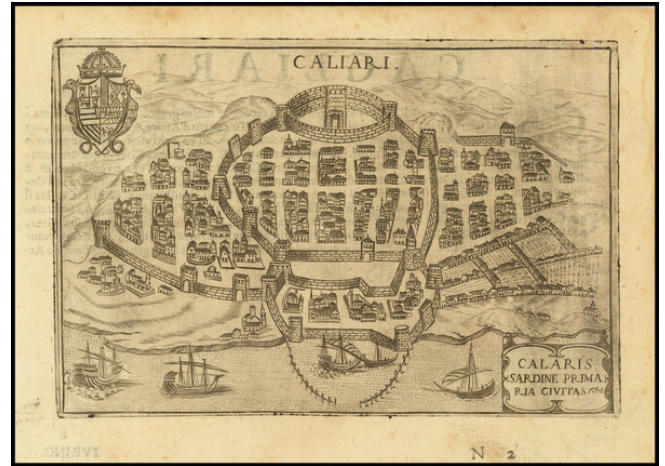 CALIARI.
CALARIS
SARDINE PRIMA
RIA CIVITAS
N 2